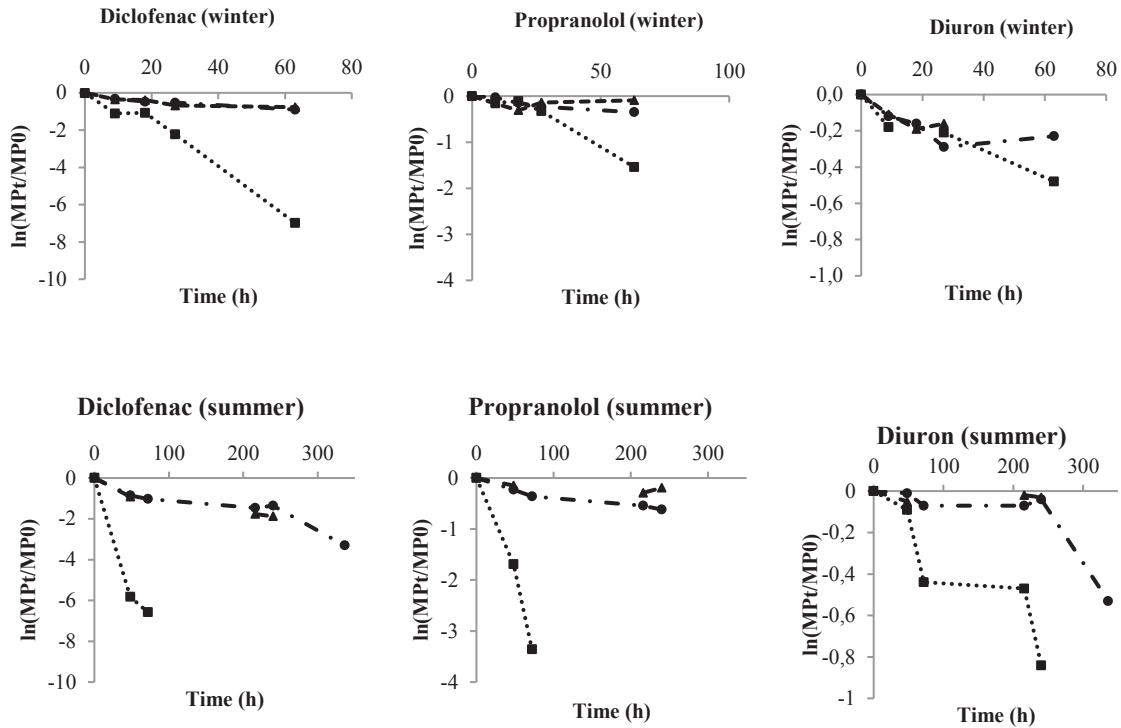 Diclofenac (winter)
0 20 40 60 80
0
-2
-4
-6
-8
-10
ln(MPt/MP0)
Time (h)
Propranolol (winter)
0 50 100
0
-1
-2
-3
-4
ln(MPt/MP0)
Time (h)
Diuron (winter)
0 20 40 60 80
0,0
-0,2
-0,4
-0,6
-0,8
-1,0
ln(MPt/MP0)
Time (h)
Diclofenac (summer)
0 100 200 300
0
-2
-4
-6
-8
-10
ln(MPt/MP0)
Time (h)
Propranolol (summer)
0 100 200 300
0
-1
-2
-3
-4
ln(MPt/MP0)
Time (h)
Diuron (summer)
0 100 200 300
0
-0,2
-0,4
-0,6
-0,8
-1
ln(MPt/MP0)
Time (h)